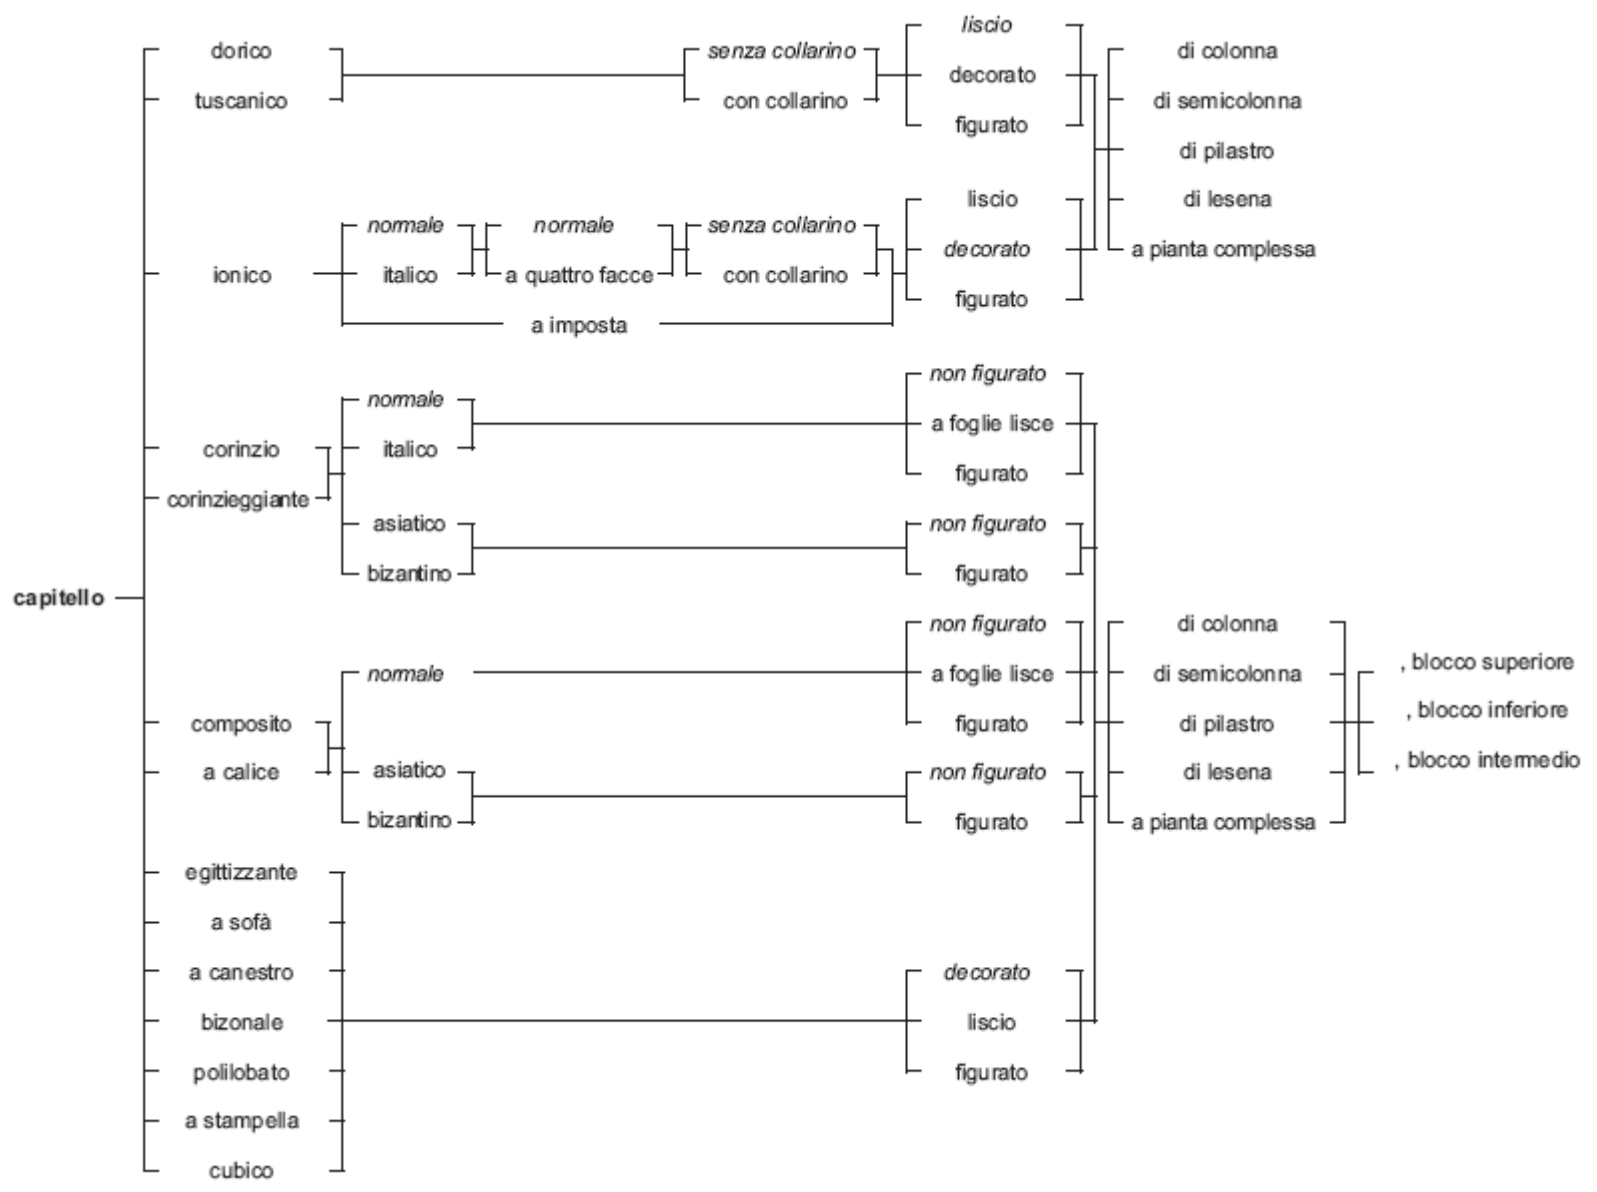 liscio
dorico senza collarino di colonna
decorato
tuscanico con collarino di semicolonna
figurato
di pilastro
liscio di lesena
normale normale senza collarino
decorato a pianta complessa
ionico italico a quattro facce con collarino
figurato
a imposta
non figurato
normale
a foglie lisce
corinzio italico
figurato
corinzieggiante
asiatico non figurato
bizantino figurato
capitello
non figurato di colonna
, blocco superiore
normale a foglie lisce di semicolonna
, blocco inferiore
composito figurato di pilastro
, blocco intermedio
a calice asiatico non figurato di lesena
bizantino figurato a pianta complessa
egittizzante
a sofà
a canestro decorato
bizonale liscio
polilobato figurato
a stampella
cubico